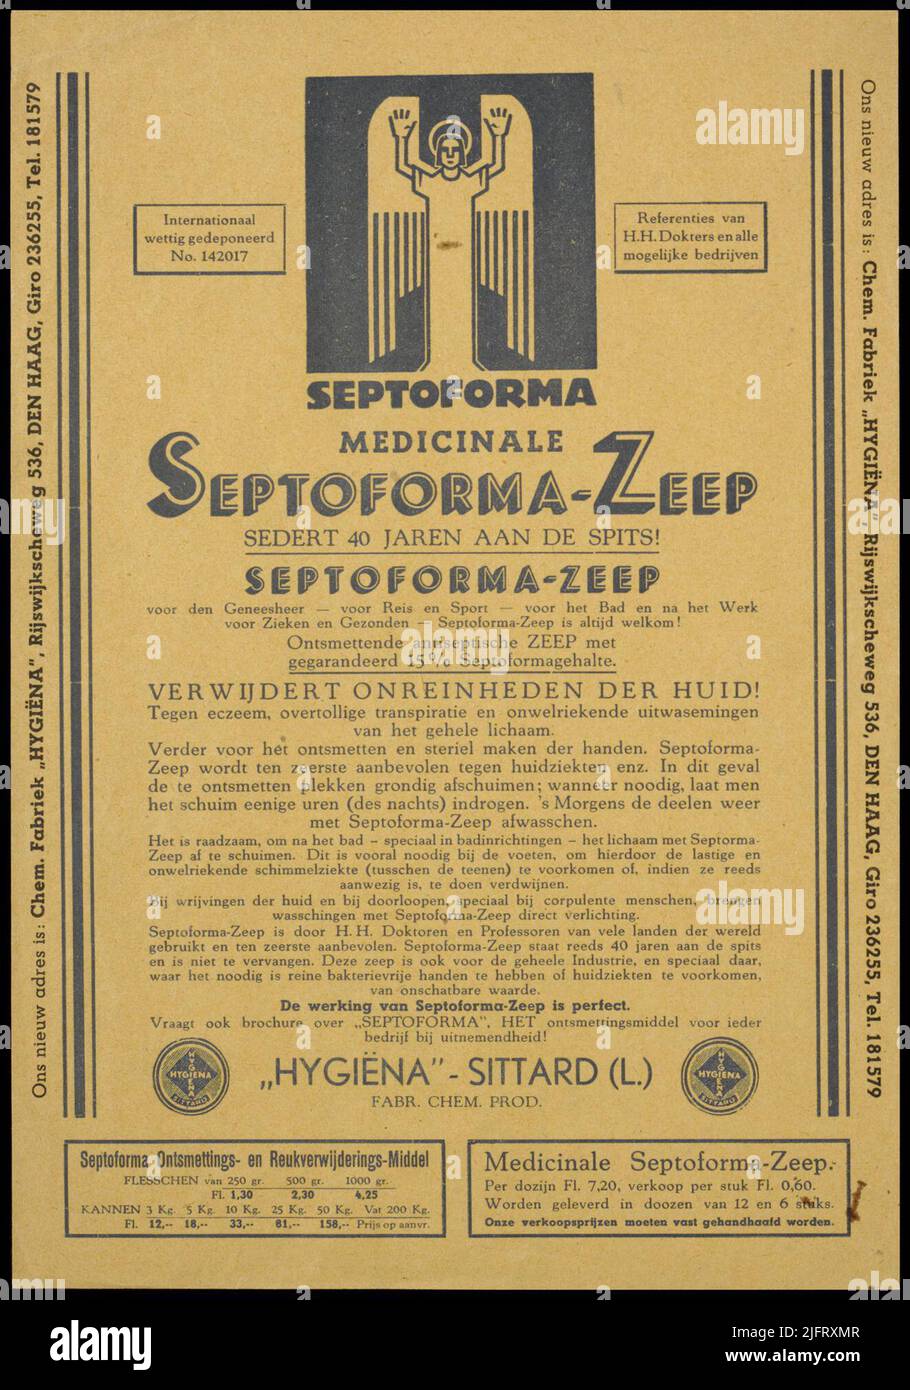 Internationaal
wettig gedeponeerd
No. 142017
Referenties van
H.H. Dokters en alle
mogelijke bedrijven
SEPTOFORMA
MEDICINALE
SEPTOFORMA-ZEEP
SEDERT 40 JAREN AAN DE SPITS!
SEPTOFORMA-ZEEP
voor den Geneesheer — voor Reis en Sport — voor het Bad en na het Werk
voor Zieken en Gezonden — Septoforma-Zeep is altijd welkom!
Ontsmettende antiseptische ZEEP met
gegarandeerd 15% Septoformagehalte.
VERWIJDERT ONREINHEDEN DER HUID!
Tegen eczeem, overtollige transpiratie en onwelriekende uitwasemingen
van het gehele lichaam.
Verder voor het ontsmetten en steriel maken der handen. Septoforma-
Zeep wordt ten zeerste aanbevolen tegen huidziekten enz. In dit geval
de te ontsmetten plekken grondig afschuimen; wanneer noodig, laat men
het schuim eenige uren (des nachts) indrogen. 's Morgens de deelen weer
met Septoforma-Zeep afwasschen.
Het is raadzaam, om na het bad – speciaal in badinrichtingen – het lichaam met Septorma-
Zeep af te schuimen. Dit is vooral noodig bij de voeten, om hierdoor de lastige en
onwelriekende schimmelziekte (tusschen de teenen) te voorkomen of, indien ze reeds
aanwezig is, te doen verdwijnen.
Bij wrijvingen der huid en bij doorloopen, speciaal bij corpulente menschen, brengen
wasschingen met Septoforma-Zeep direct verlichting.
Septoforma-Zeep is door H.H. Doktoren en Professoren van vele landen der wereld
gebruikt en ten zeerste aanbevolen. Septoforma-Zeep staat reeds 40 jaren aan de spits
en is niet te vervangen. Deze zeep is ook voor de geheele Industrie, en speciaal daar,
waar het noodig is reine bakterievrije handen te hebben of huidziekten te voorkomen,
van onschatbare waarde.
De werking van Septoforma-Zeep is perfect.
Vraagt ook brochure over „SEPTOFORMA", HET ontsmettingsmiddel voor ieder
bedrijf bij uitnemendheid!
HYGIËNA
HYGIENA
SITTARD
„HYGIËNA" - SITTARD (L.)
FABR. CHEM. PROD.
HYGIËNA
HYGIENA
SITTARD
Septoforma Ontsmettings- en Reukverwijderings-Middel
FLESSCHEN van 250 gr. 500 gr. 1000 gr.
Fl. 1,30 2,30 4,25
KANNEN 3 Kg. 5 Kg. 10 Kg. 25 Kg. 50 Kg. Vat 200 Kg.
Fl. 12,-- 18,-- 33,-- 81,-- 158,-- Prijs op aanvr.
Medicinale Septoforma-Zeep.
Per dozijn Fl. 7,20, verkoop per stuk Fl. 0,60.
Worden geleverd in doozen van 12 en 6 stuks.
Onze verkoopsprijzen moeten vast gehandhaafd worden.
Ons nieuw adres is: Chem. Fabriek „HYGIËNA", Rijswijkscheweg 536, DEN HAAG, Giro 236255, Tel. 181579
Ons nieuw adres is: Chem. Fabriek „HYGIËNA", Rijswijkscheweg 536, DEN HAAG, Giro 236255, Tel. 181579
alamy
alamy
Image ID: 2JFRXMR
www.alamy.com